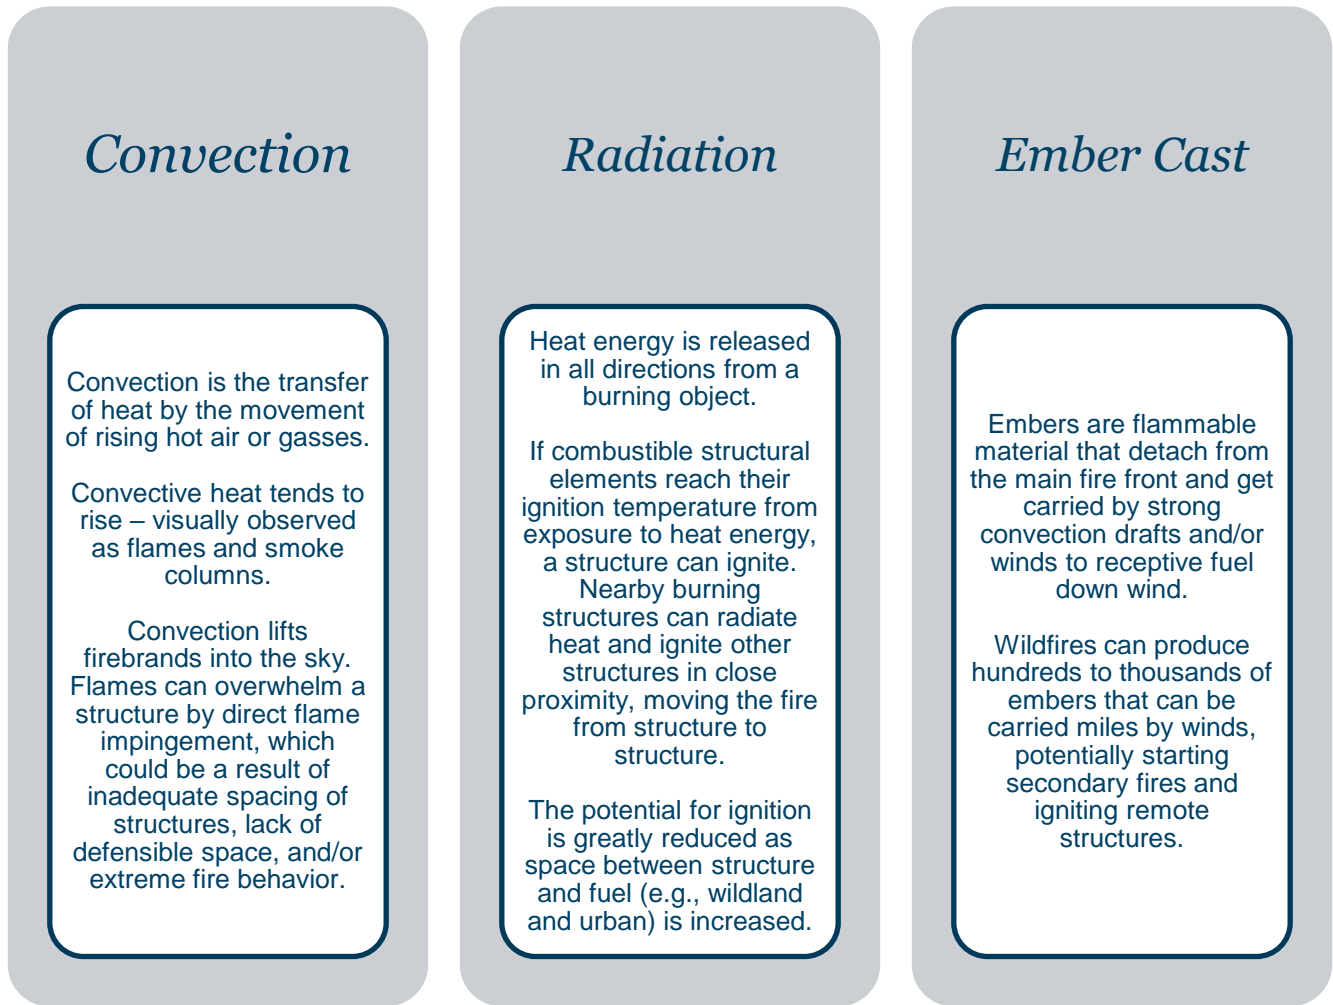 Convection
Convection is the transfer
of heat by the movement
of rising hot air or gasses.
Convective heat tends to
rise – visually observed
as flames and smoke
columns.
Convection lifts
firebrands into the sky.
Flames can overwhelm a
structure by direct flame
impingement, which
could be a result of
inadequate spacing of
structures, lack of
defensible space, and/or
extreme fire behavior.
Radiation
Heat energy is released
in all directions from a
burning object.
If combustible structural
elements reach their
ignition temperature from
exposure to heat energy,
a structure can ignite.
Nearby burning
structures can radiate
heat and ignite other
structures in close
proximity, moving the fire
from structure to
structure.
The potential for ignition
is greatly reduced as
space between structure
and fuel (e.g., wildland
and urban) is increased.
Ember Cast
Embers are flammable
material that detach from
the main fire front and get
carried by strong
convection drafts and/or
winds to receptive fuel
down wind.
Wildfires can produce
hundreds to thousands of
embers that can be
carried miles by winds,
potentially starting
secondary fires and
igniting remote
structures.